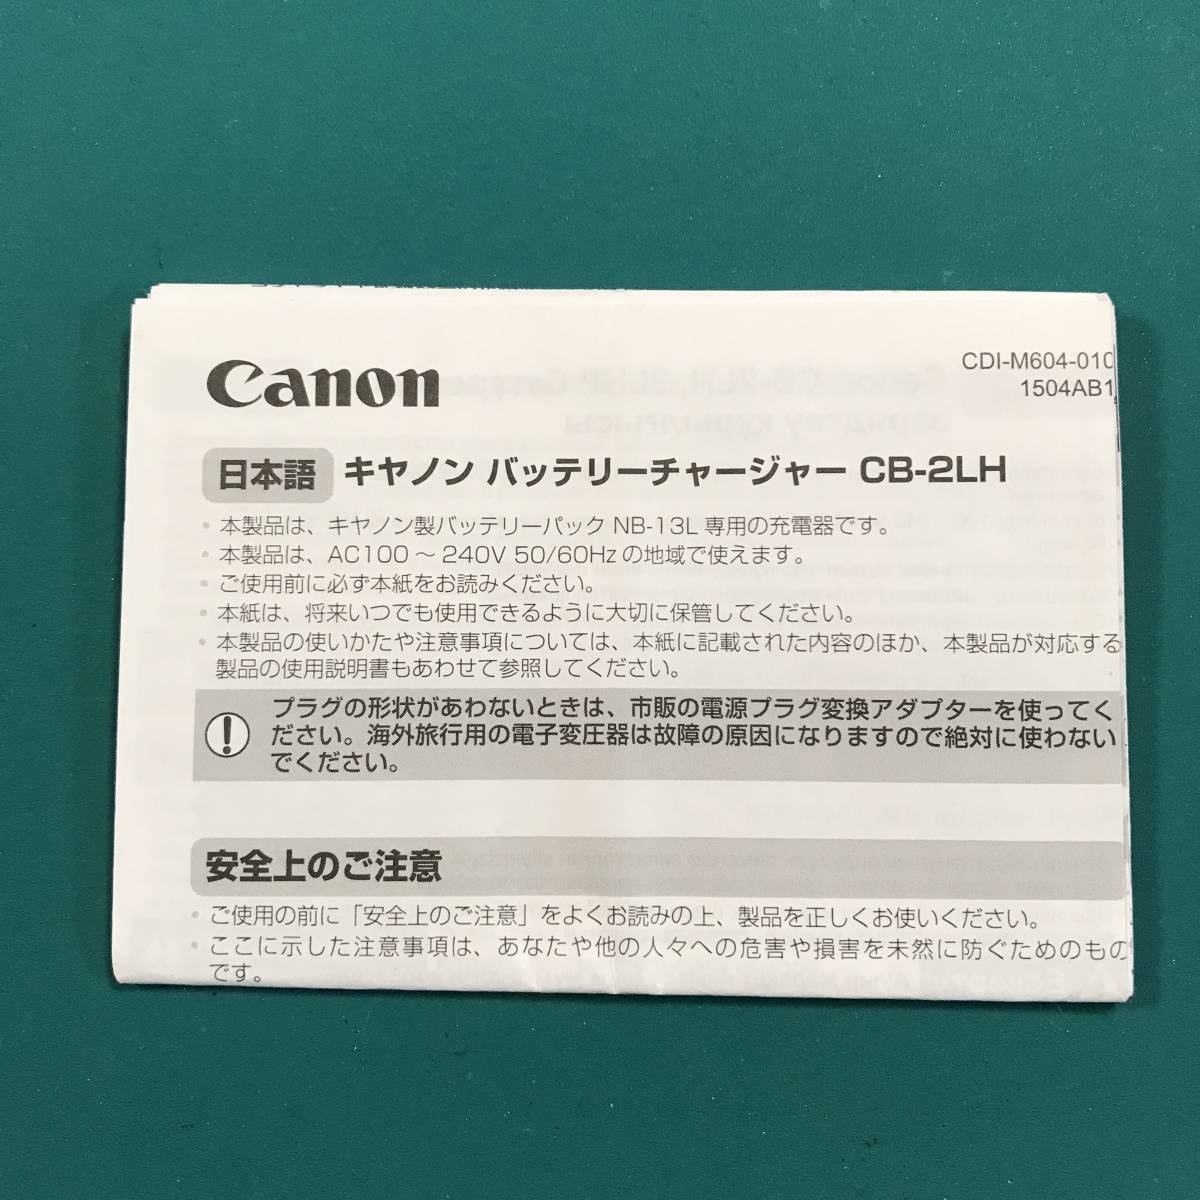 Canon
CDI-M604-010
1504AB1
日本語 キヤノン バッテリーチャージャー CB-2LH
• 本製品は、キヤノン製バッテリーパック NB-13L 専用の充電器です。
• 本製品は、AC100 ～ 240V 50/60Hz の地域で使えます。
• ご使用前に必ず本紙をお読みください。
• 本紙は、将来いつでも使用できるように大切に保管してください。
• 本製品の使いかたや注意事項については、本紙に記載された内容のほか、本製品が対応する
製品の使用説明書もあわせて参照してください。
プラグの形状があわないときは、市販の電源プラグ変換アダプターを使ってく
ださい。海外旅行用の電子変圧器は故障の原因になりますので絶対に使わない
でください。
安全上のご注意
• ご使用の前に「安全上のご注意」をよくお読みの上、製品を正しくお使いください。
• ここに示した注意事項は、あなたや他の人々への危害や損害を未然に防ぐためのもの
です。